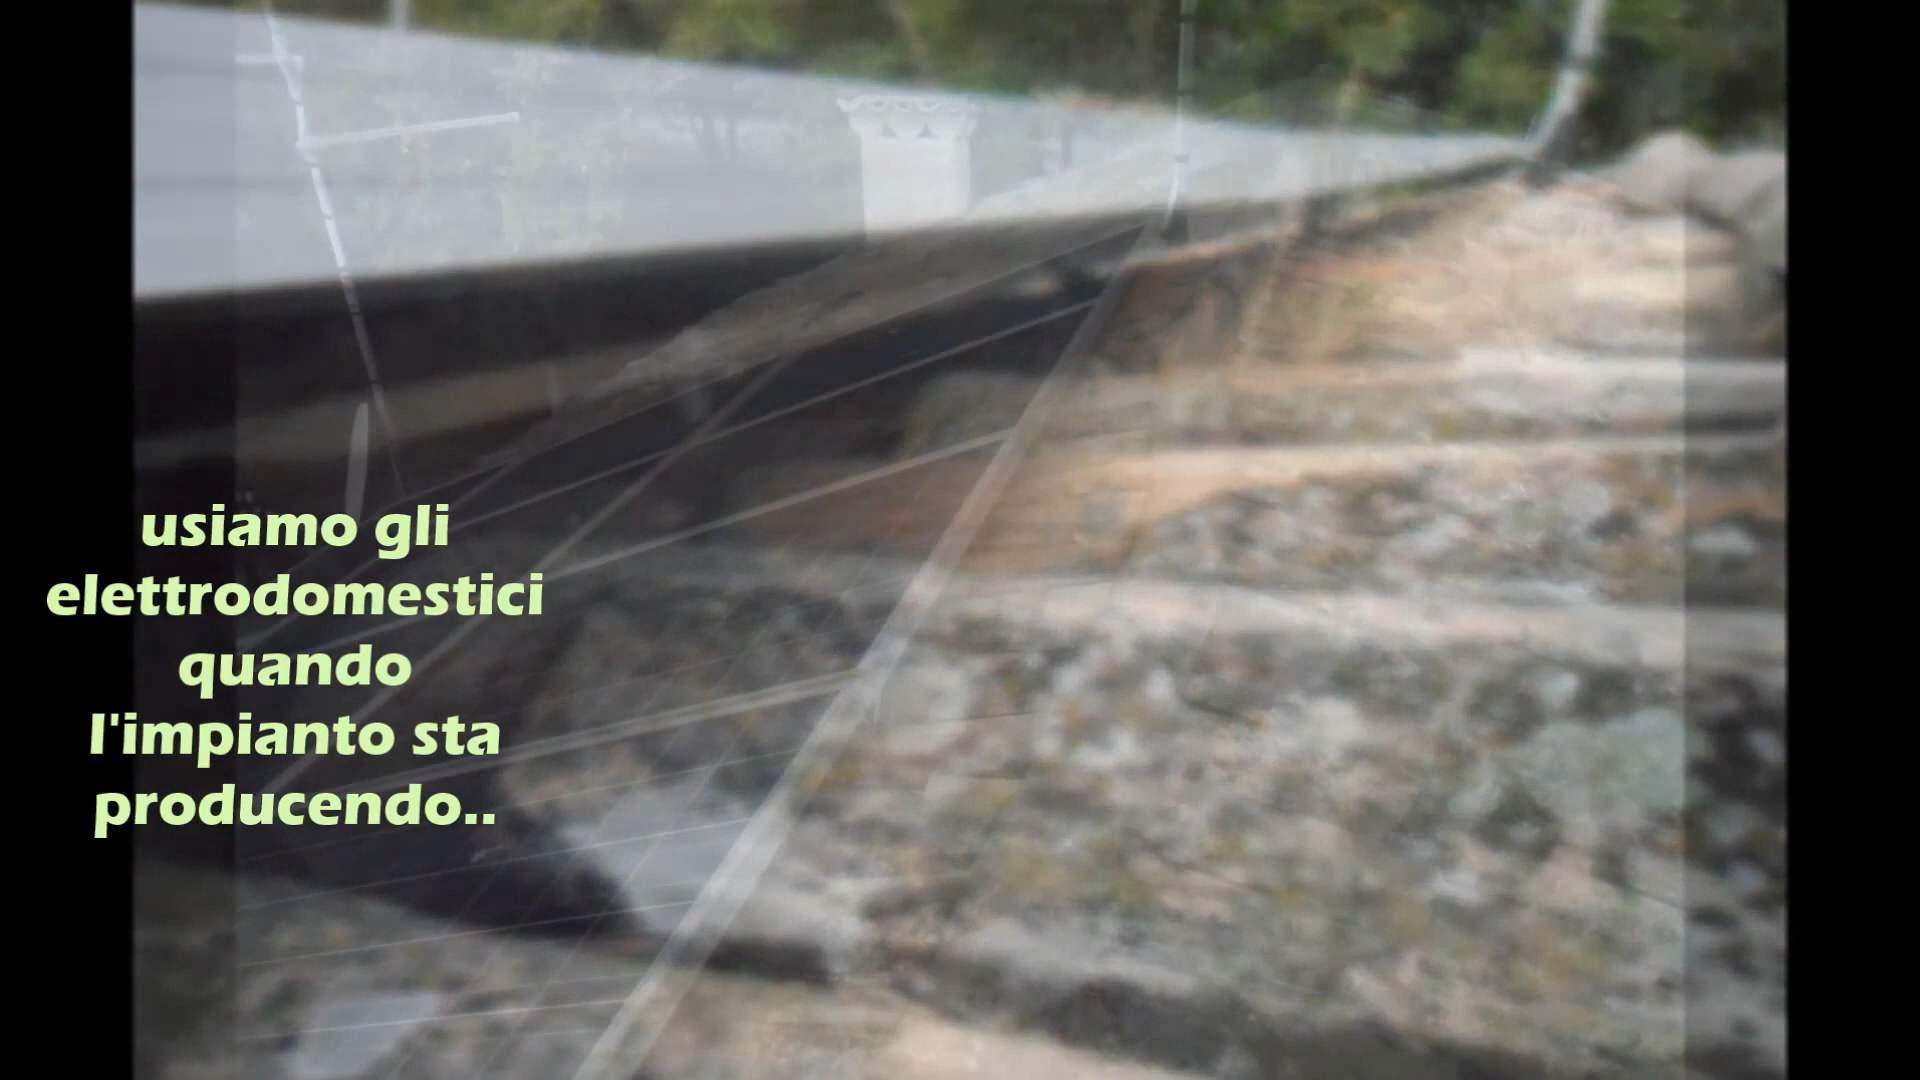 usiamo gli
elettrodomestici
quando
l'impianto sta
producendo..